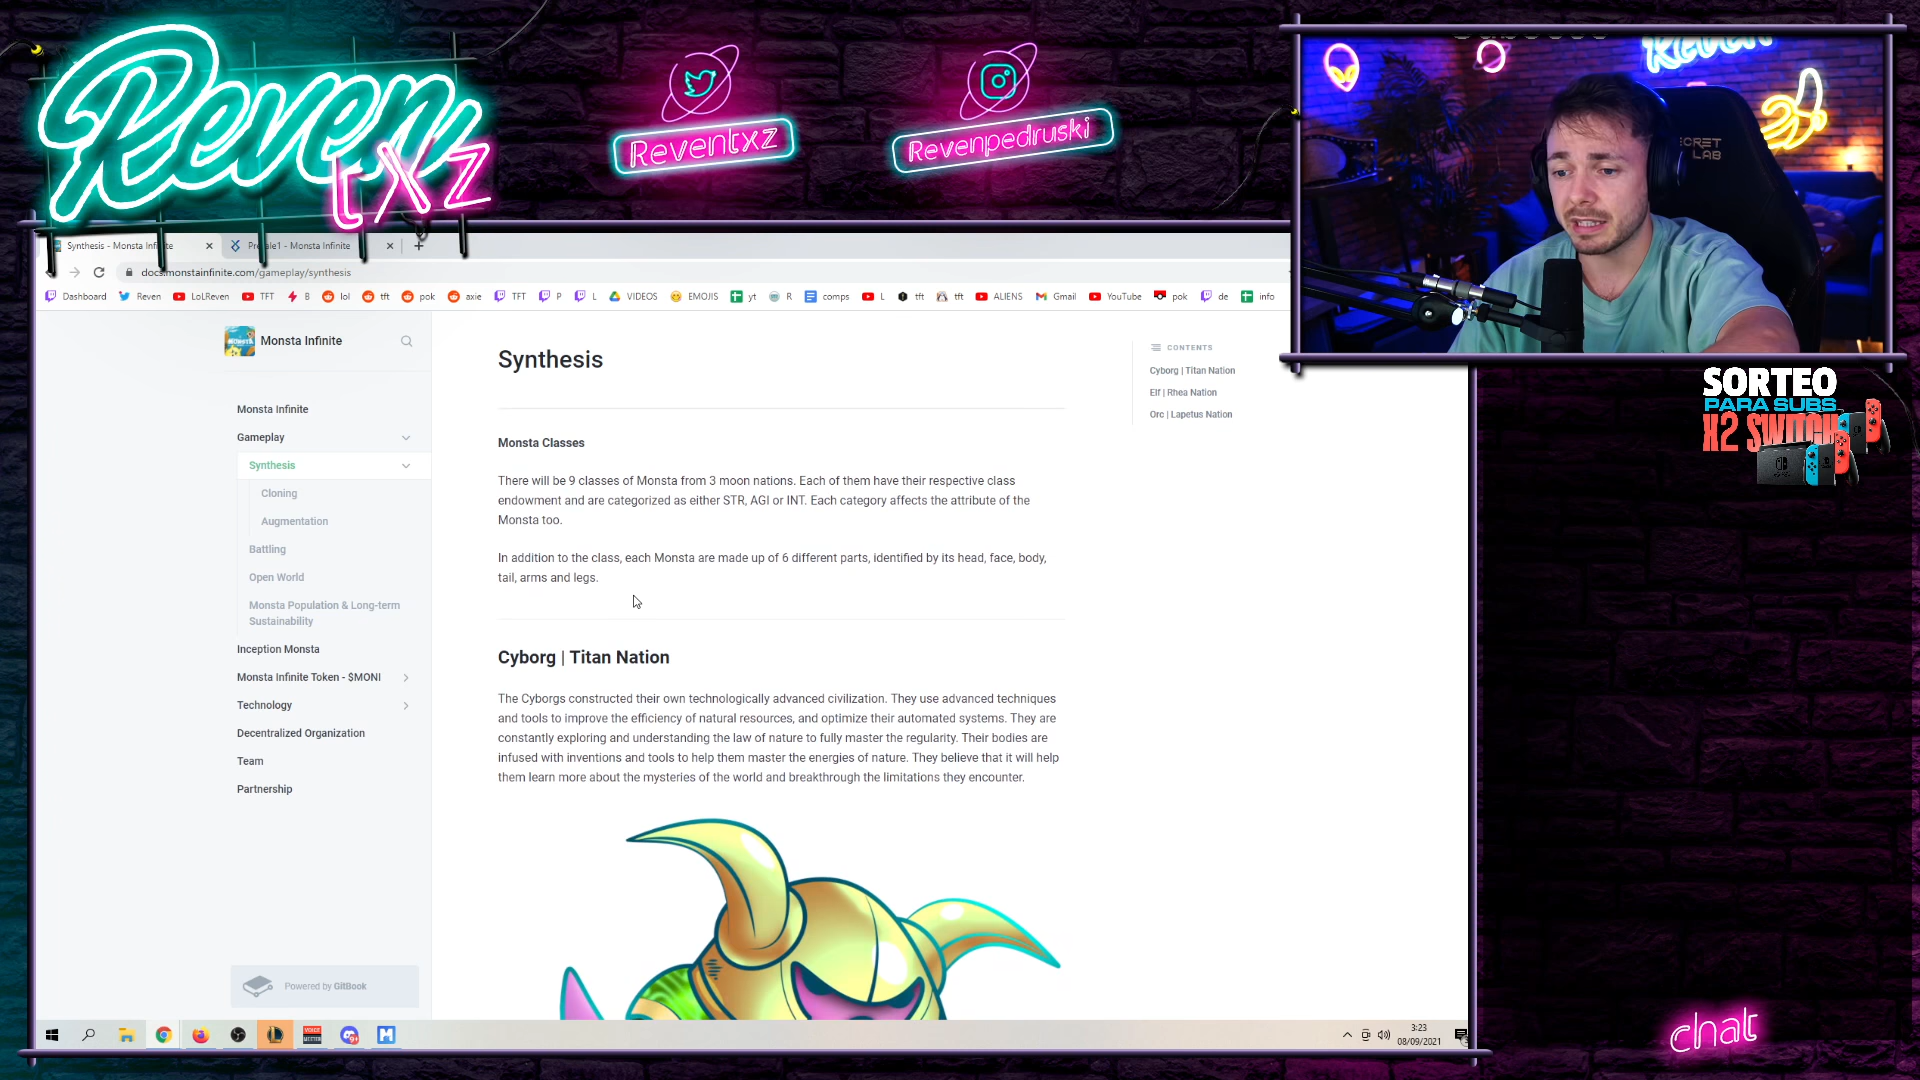 Reven
txz
Reventxz
Revenpedruski
Reven
SECRET
LAB
SORTEO
PARA SUBS
X2 SWITCH
Synthesis - Monsta Infinite
Presale1 - Monsta Infinite
docs.monstainfinite.com/gameplay/synthesis
Dashboard Reven LoLReven TFT B lol tft pok axie TFT P L VIDEOS EMOJIS yt R comps L tft tft ALIENS Gmail YouTube pok de info
Monsta Infinite
Monsta Infinite
Gameplay
Synthesis
Cloning
Augmentation
Battling
Open World
Monsta Population & Long-term
Sustainability
Inception Monsta
Monsta Infinite Token - $MONI
Technology
Decentralized Organization
Team
Partnership
Powered by GitBook
Synthesis
Monsta Classes
There will be 9 classes of Monsta from 3 moon nations. Each of them have their respective class
endowment and are categorized as either STR, AGI or INT. Each category affects the attribute of the
Monsta too.
In addition to the class, each Monsta are made up of 6 different parts, identified by its head, face, body,
tail, arms and legs.
Cyborg | Titan Nation
The Cyborgs constructed their own technologically advanced civilization. They use advanced techniques
and tools to improve the efficiency of natural resources, and optimize their automated systems. They are
constantly exploring and understanding the law of nature to fully master the regularity. Their bodies are
infused with inventions and tools to help them master the energies of nature. They believe that it will help
them learn more about the mysteries of the world and breakthrough the limitations they encounter.
CONTENTS
Cyborg | Titan Nation
Elf | Rhea Nation
Orc | Lapetus Nation
3:23
08/09/2021
chat